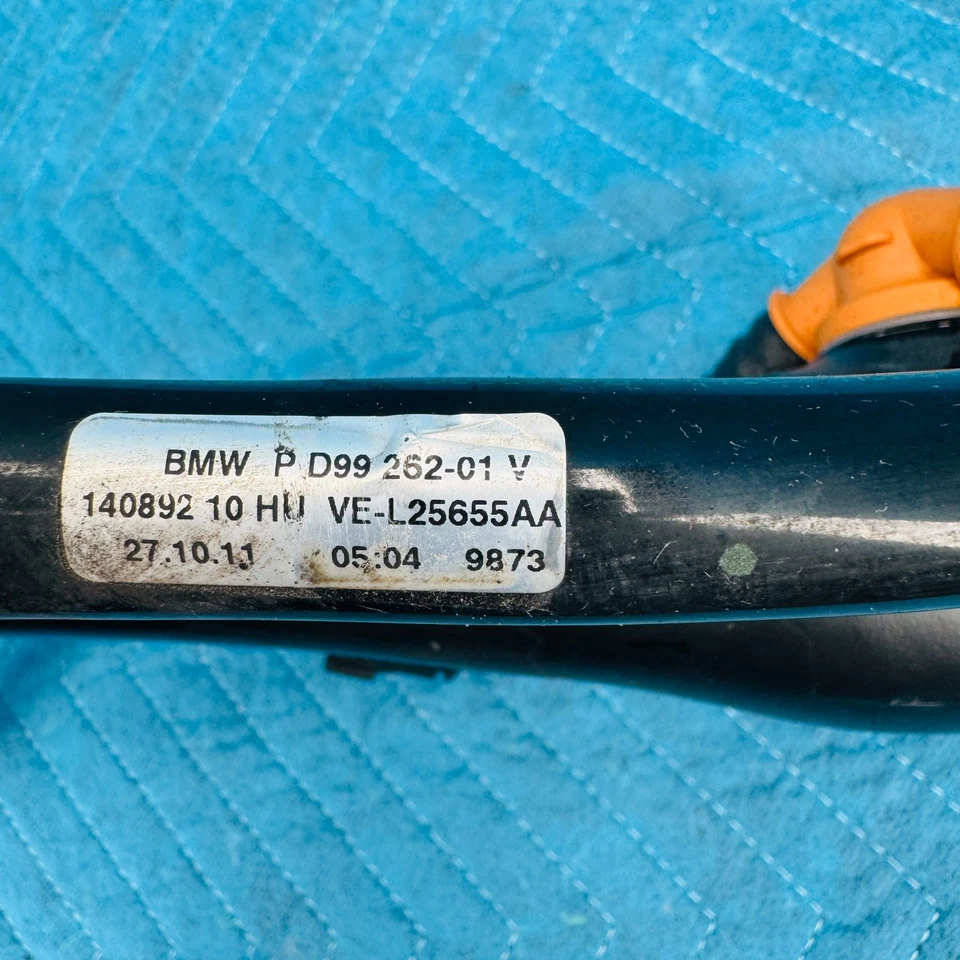 BMW P D99 262-01 V
140892 10 HU VE-L25655AA
27.10.11 05:04 9873